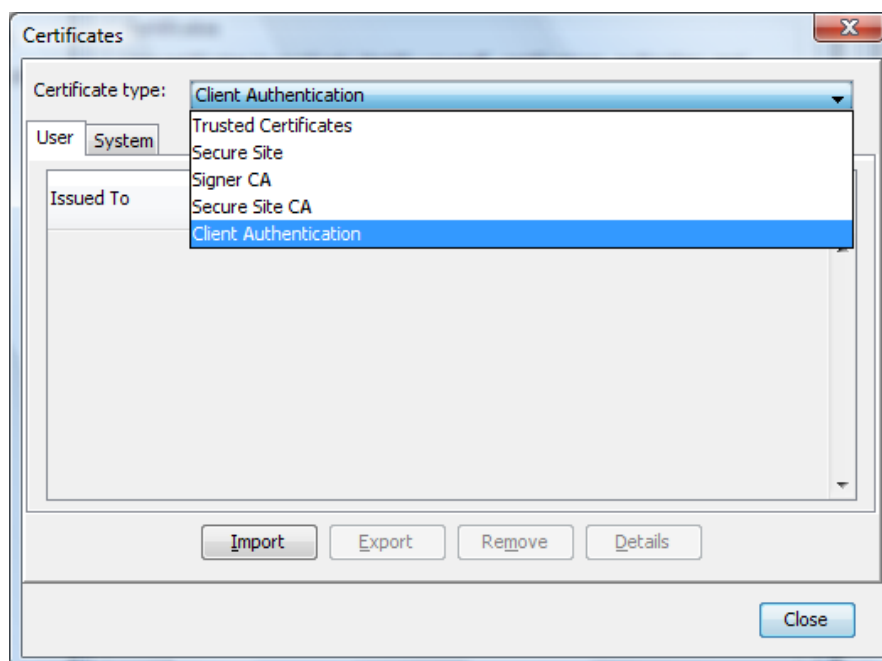 Certificates
Certificate type:
Client Authentication
Trusted Certificates
Secure Site
Signer CA
Secure Site CA
Client Authentication
User
System
Issued To
Import
Export
Remove
Details
Close